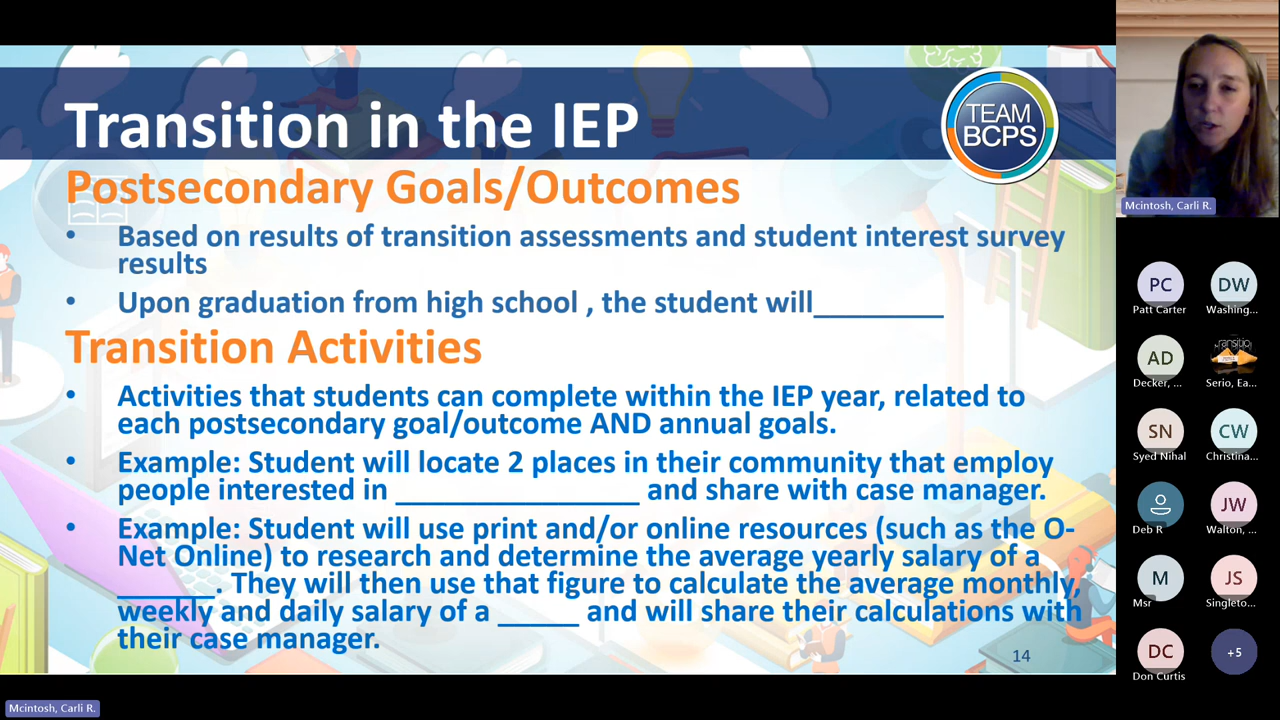 Transition in the IEP
TEAM
BCPS
Postsecondary Goals/Outcomes
• Based on results of transition assessments and student interest survey
results
• Upon graduation from high school , the student will________
Transition Activities
• Activities that students can complete within the IEP year, related to
each postsecondary goal/outcome AND annual goals.
• Example: Student will locate 2 places in their community that employ
people interested in _______________ and share with case manager.
• Example: Student will use print and/or online resources (such as the O-
Net Online) to research and determine the average yearly salary of a
______. They will then use that figure to calculate the average monthly,
weekly and daily salary of a _____ and will share their calculations with
their case manager.
14
Mcintosh, Carli R.
PC
Patt Carter
DW
Washing...
AD
Decker, ...
Serio, Ea...
SN
Syed Nihal
CW
Christina...
Deb R
JW
Walton, ...
M
Msr
JS
Singleto...
DC
Don Curtis
+5
Mcintosh, Carli R.